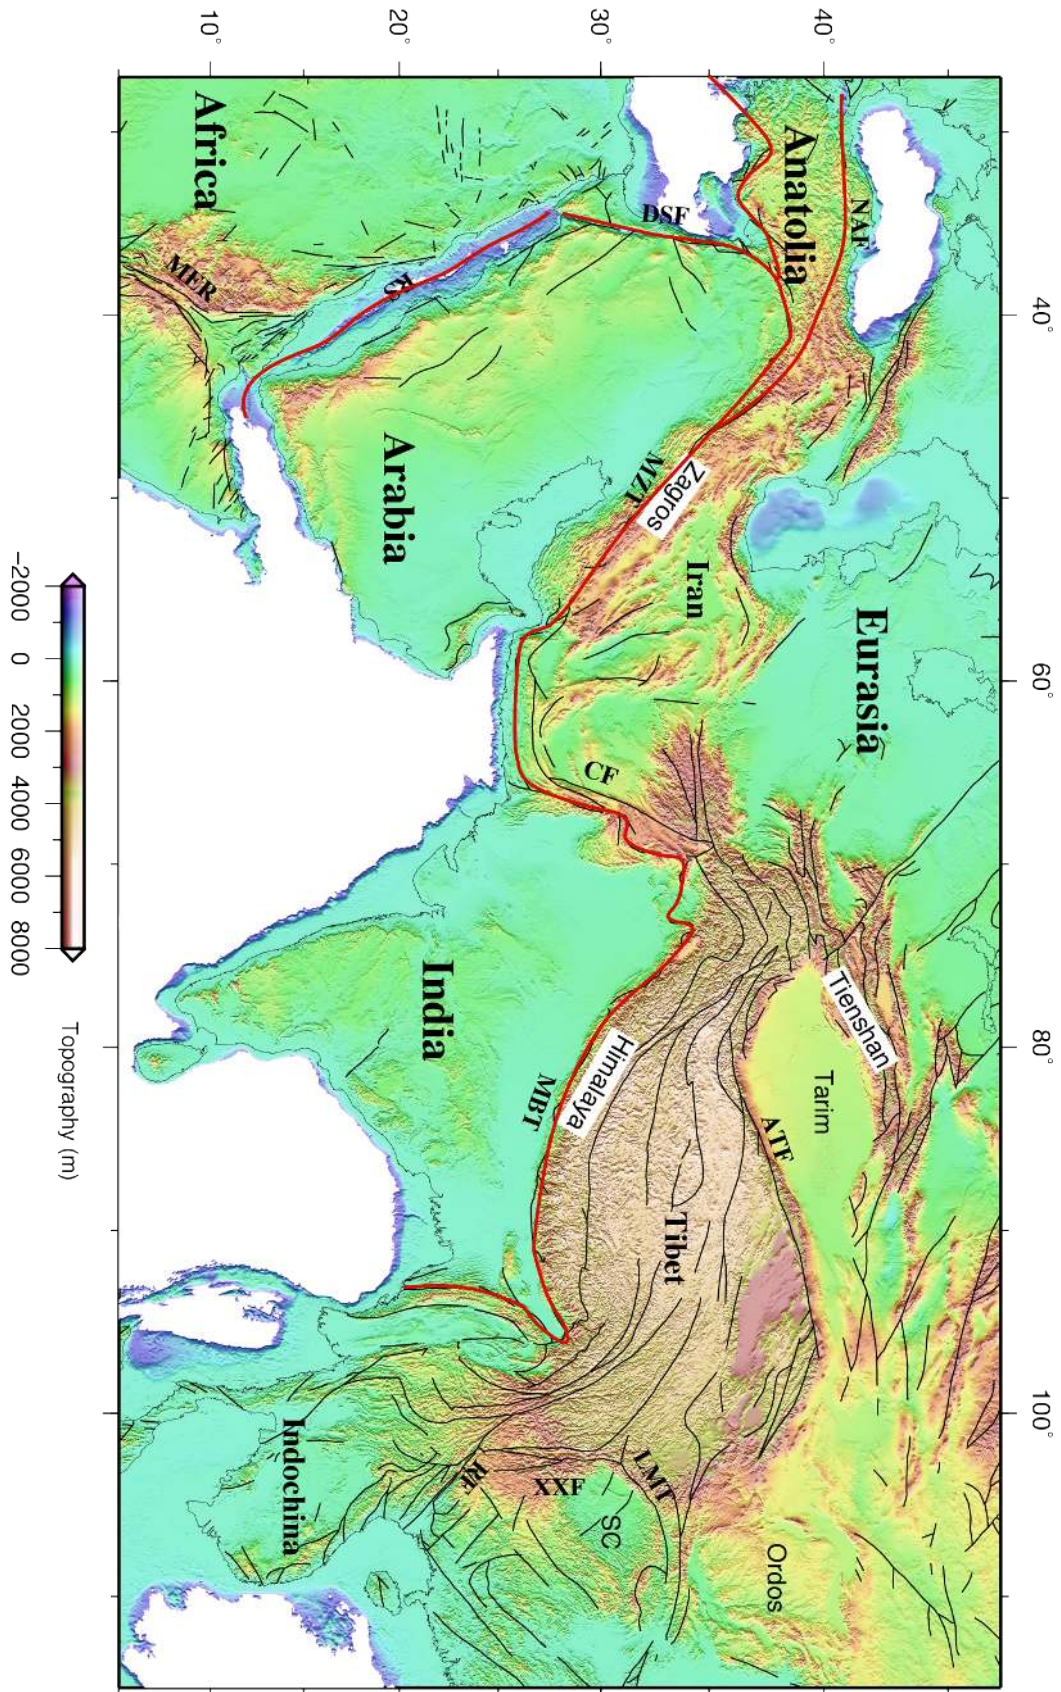 40°
60°
80°
100°
40°
30°
20°
10°
NAF
Anatolia
DSF
Africa
MER
RS
Arabia
MZT
Zagros
Iran
Eurasia
CF
India
Himalaya
MBT
Tienshan
Tarim
ATF
Tibet
LMT
XXF
SC
Ordos
Indochina
−2000
0
2000
4000
6000
8000
Topography (m)